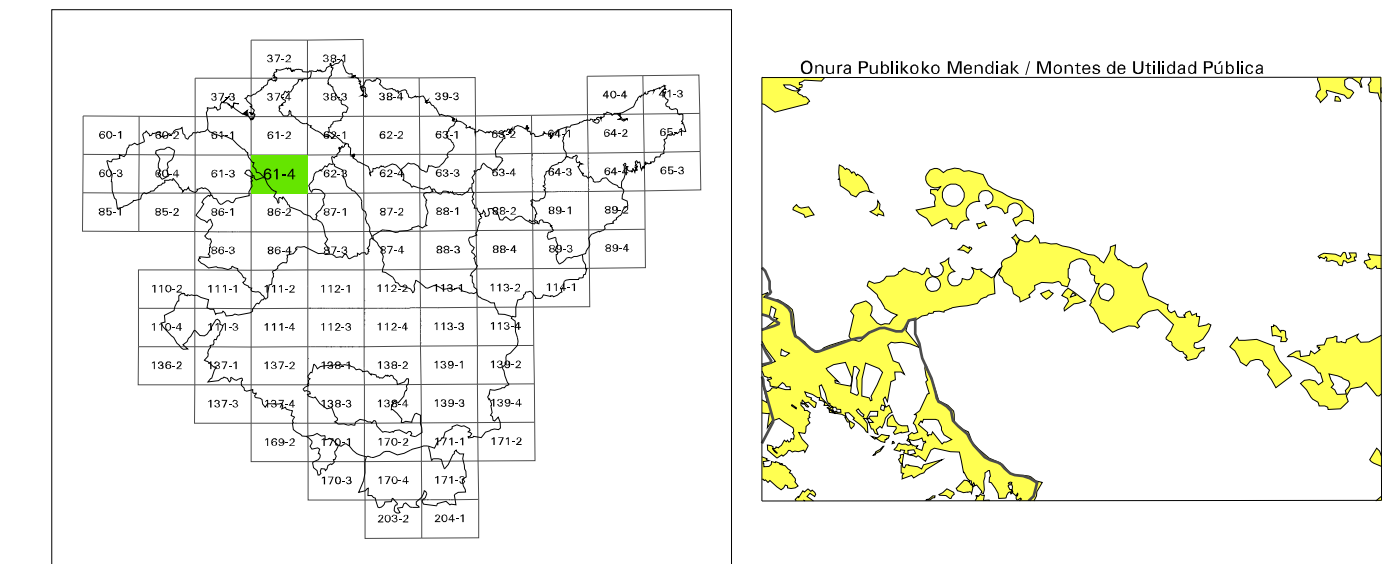 37-2 38-1
Onura Publikoko Mendiak / Montes de Utilidad Pública
37-3 37-4 38-3 38-4 39-3 40-4 41-3
60-1 60-2 61-1 61-2 62-1 62-2 63-1 63-2 64-1 64-2 65-1
60-3 60-4 61-3 61-4 62-3 62-4 63-3 63-4 64-3 64-4 65-3
85-1 85-2 86-1 86-2 87-1 87-2 88-1 88-2 89-1 89-2
86-3 86-4 87-3 87-4 88-3 88-4 89-3 89-4
110-2 111-1 111-2 112-1 112-2 113-1 113-2 114-1
110-4 111-3 111-4 112-3 112-4 113-3 113-4
136-2 137-1 137-2 138-1 138-2 139-1 139-2
137-3 137-4 138-3 138-4 139-3 139-4
169-2 170-1 170-2 171-1 171-2
170-3 170-4 171-3
203-2 204-1